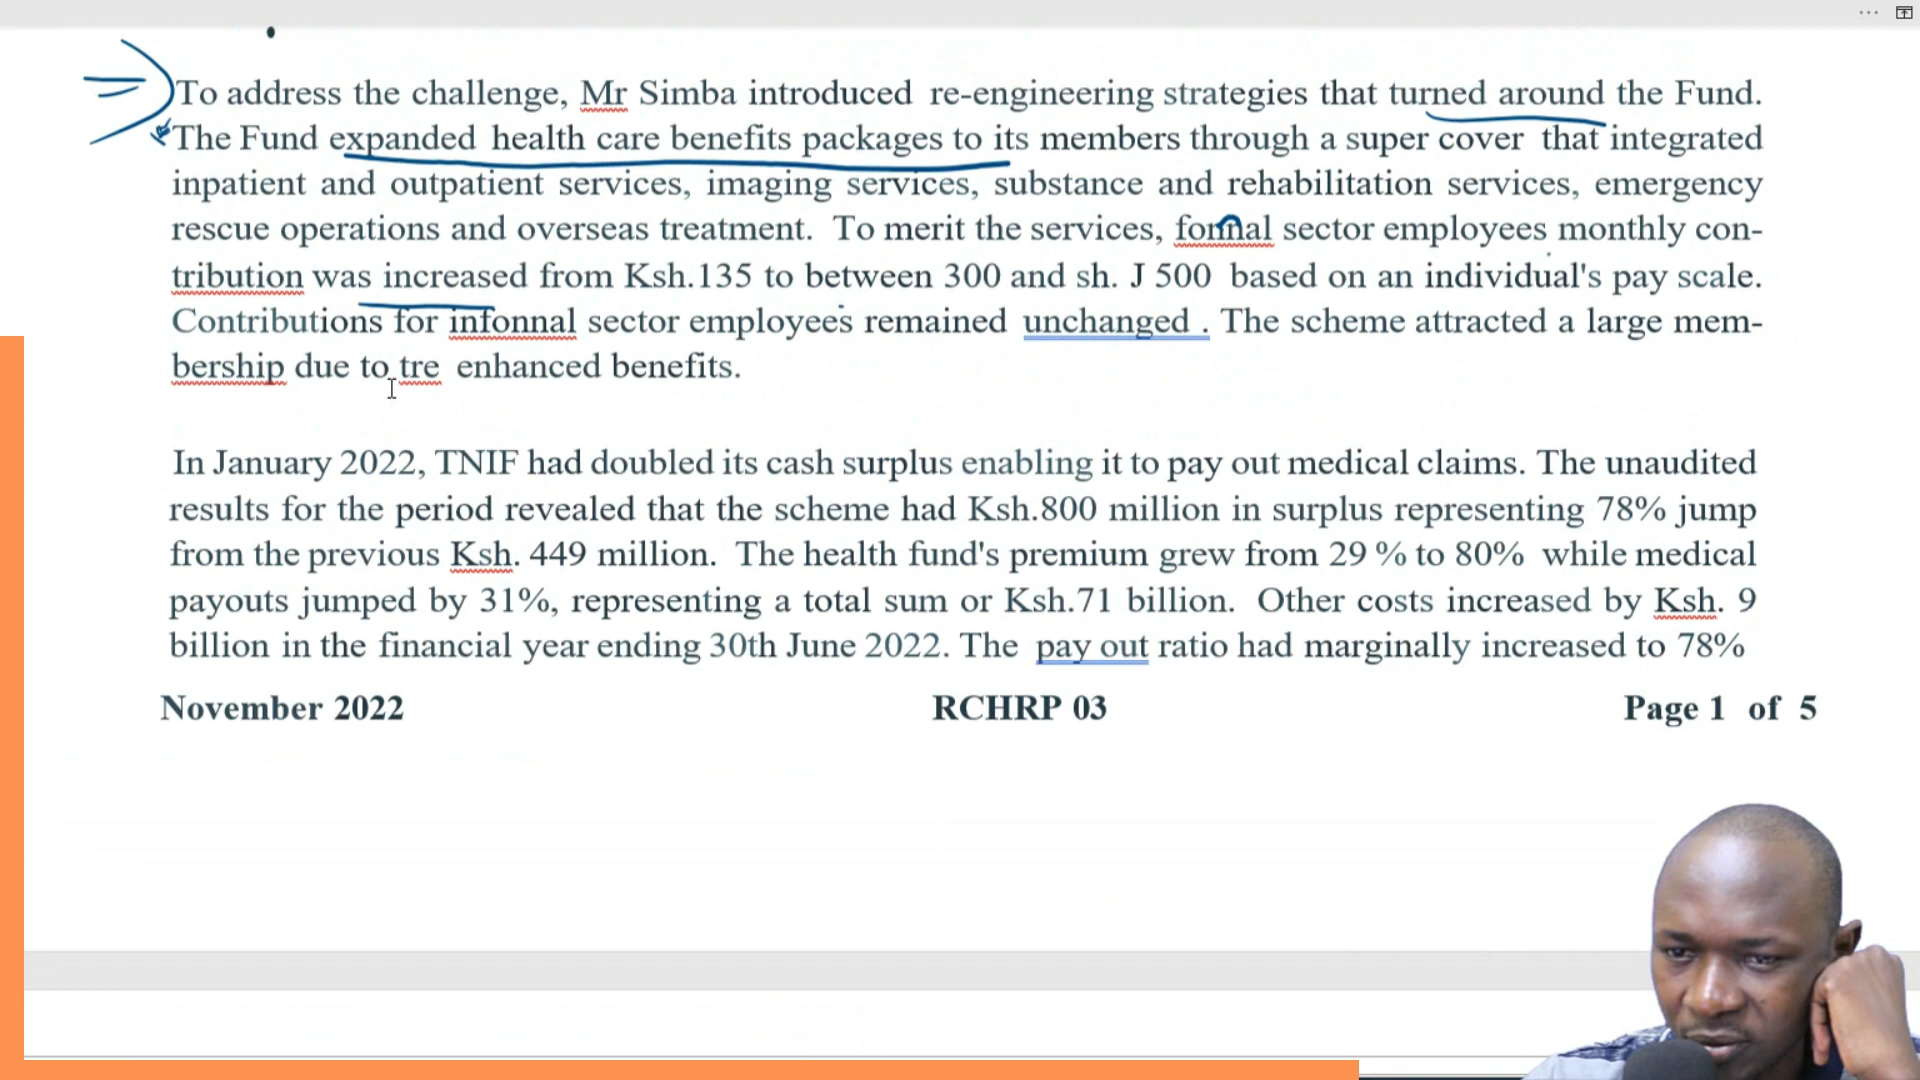 To address the challenge, Mr Simba introduced re-engineering strategies that turned around the Fund.
The Fund expanded health care benefits packages to its members through a super cover that integrated
inpatient and outpatient services, imaging services, substance and rehabilitation services, emergency
rescue operations and overseas treatment. To merit the services, fonnal sector employees monthly con-
tribution was increased from Ksh.135 to between 300 and sh. J 500 based on an individual's pay scale.
Contributions for infonnal sector employees remained unchanged . The scheme attracted a large mem-
bership due to tre enhanced benefits.
In January 2022, TNIF had doubled its cash surplus enabling it to pay out medical claims. The unaudited
results for the period revealed that the scheme had Ksh.800 million in surplus representing 78% jump
from the previous Ksh. 449 million. The health fund's premium grew from 29 % to 80% while medical
payouts jumped by 31%, representing a total sum or Ksh.71 billion. Other costs increased by Ksh. 9
billion in the financial year ending 30th June 2022. The pay out ratio had marginally increased to 78%
November 2022 RCHRP 03 Page 1 of 5